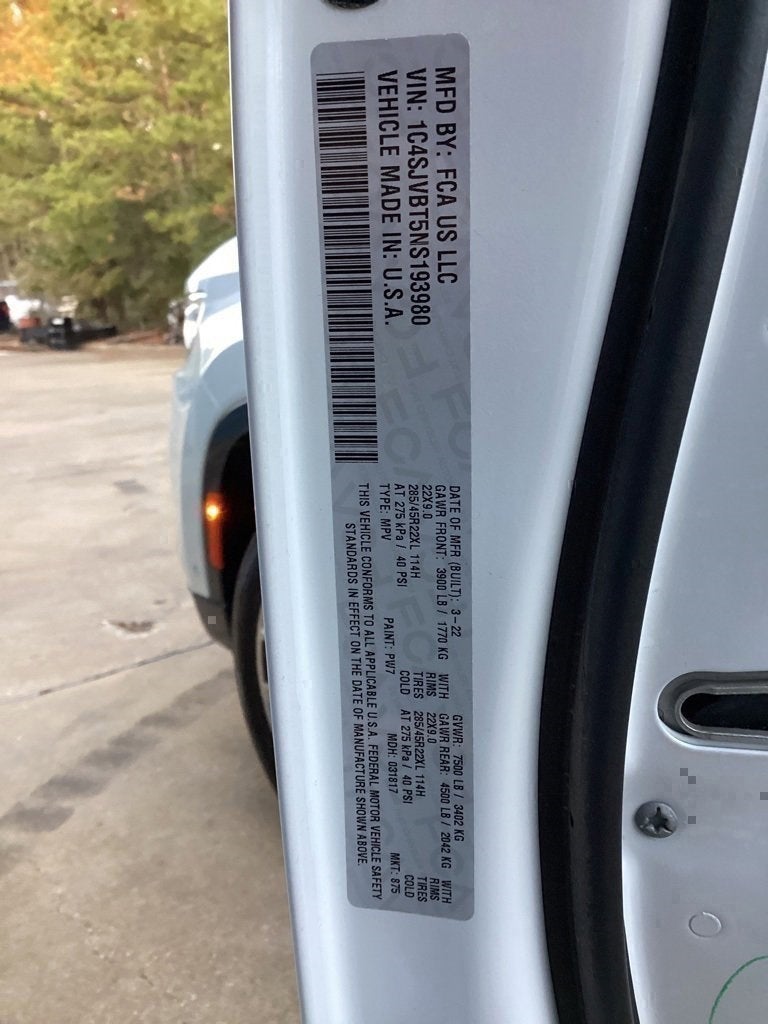 MFD BY: FCA US LLC
VIN: 1C4SJVBT5NS193980
VEHICLE MADE IN: U.S.A.
DATE OF MFR (BUILT): 3-22 GVWR: 7500 LB / 3402 KG
GAWR FRONT: 3900 LB / 1770 KG WITH GAWR REAR: 4500 LB / 2042 KG WITH
22X9.0 RIMS 22X9.0 RIMS
285/45R22XL 114H TIRES 285/45R22XL 114H TIRES
AT 275 kPa / 40 PSI COLD AT 275 kPa / 40 PSI COLD
TYPE: MPV PAINT: PW7 MDH: 031817 MKT: 875
THIS VEHICLE CONFORMS TO ALL APPLICABLE U.S.A. FEDERAL MOTOR VEHICLE SAFETY
STANDARDS IN EFFECT ON THE DATE OF MANUFACTURE SHOWN ABOVE.